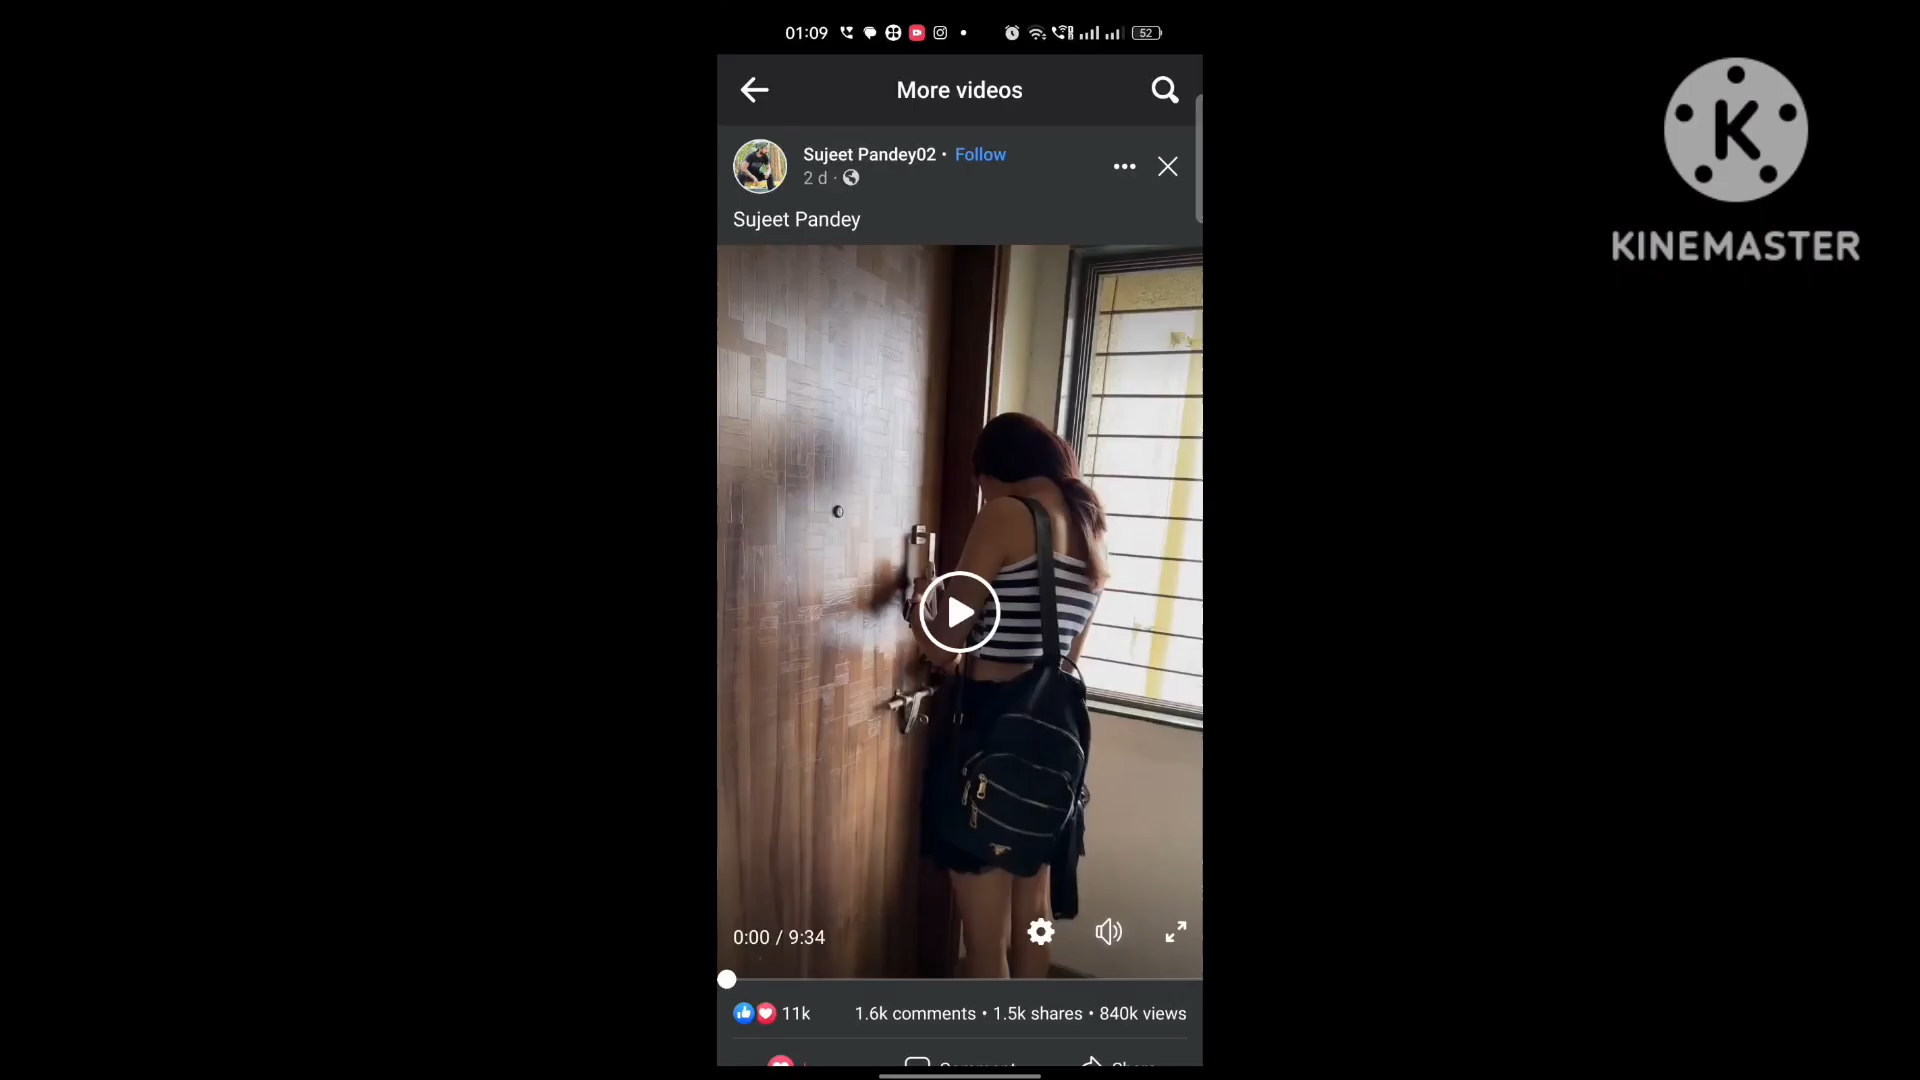 01:09
52
More videos
Sujeet Pandey02 • Follow
2 d ·
Sujeet Pandey
0:00 / 9:34
11k 1.6k comments • 1.5k shares • 840k views
K
KINEMASTER